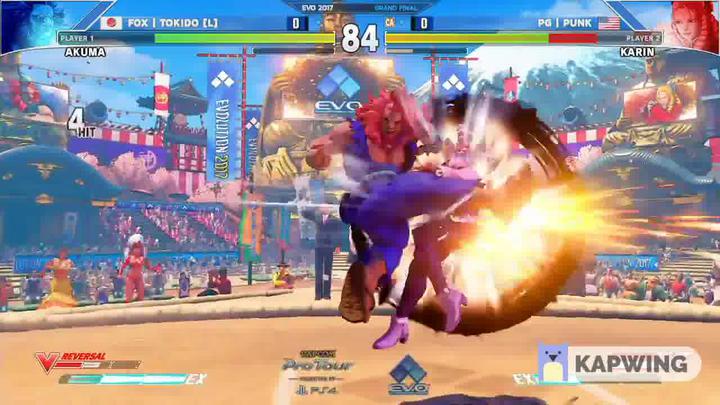 EVO 2017 GRAND FINAL
FOX | TOKIDO [L] 0 CA 0 PG | PUNK
PLAYER 1 84 PLAYER 2
AKUMA KARIN
EVO
4
HIT
EVOLUTION 2017
V REVERSAL
EX
CAPCOM
Pro Tour
PS4
EVO
EX
KAPWING